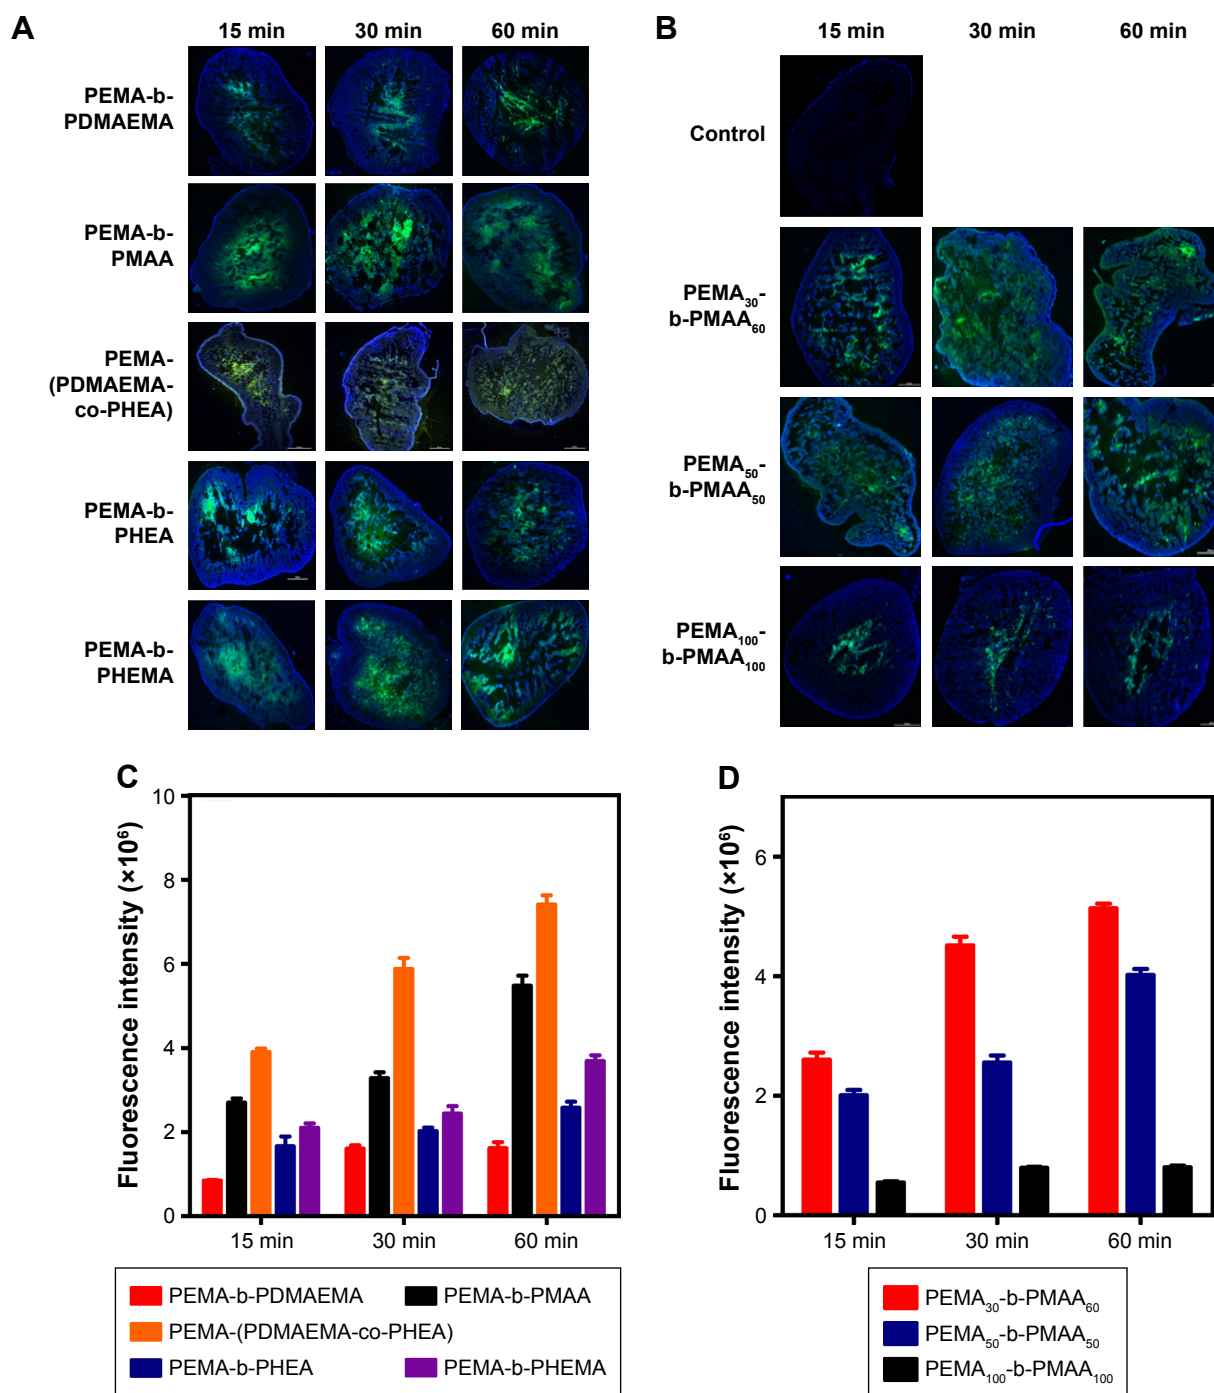 A
15 min 30 min 60 min
PEMA-b-
PDMAEMA
PEMA-b-
PMAA
PEMA-
(PDMAEMA-
co-PHEA)
PEMA-b-
PHEA
PEMA-b-
PHEMA
B
15 min 30 min 60 min
Control
PEMA₃₀-
b-PMAA₆₀
PEMA₅₀-
b-PMAA₅₀
PEMA₁₀₀-
b-PMAA₁₀₀
C
Fluorescence intensity (×10⁶)
10
8
6
4
2
0
15 min 30 min 60 min
PEMA-b-PDMAEMA PEMA-b-PMAA
PEMA-(PDMAEMA-co-PHEA)
PEMA-b-PHEA PEMA-b-PHEMA
D
Fluorescence intensity (×10⁶)
6
4
2
0
15 min 30 min 60 min
PEMA₃₀-b-PMAA₆₀
PEMA₅₀-b-PMAA₅₀
PEMA₁₀₀-b-PMAA₁₀₀